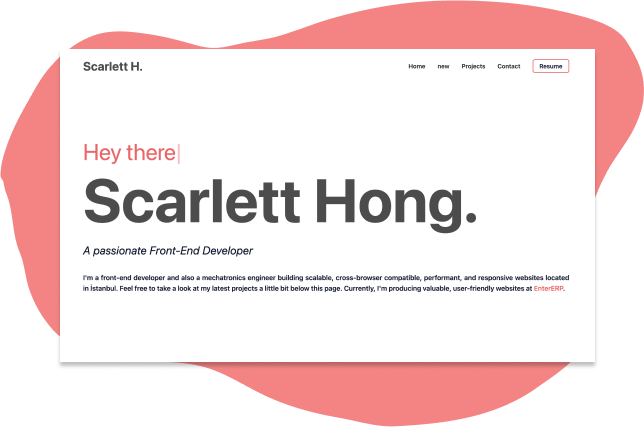 Scarlett H.
Home new Projects Contact Resume
Hey there
Scarlett Hong.
A passionate Front-End Developer
I'm a front-end developer and also a mechatronics engineer building scalable, cross-browser compatible, performant, and responsive websites located
in İstanbul. Feel free to take a look at my latest projects a little bit below this page. Currently, I'm producing valuable, user-friendly websites at EnterERP.